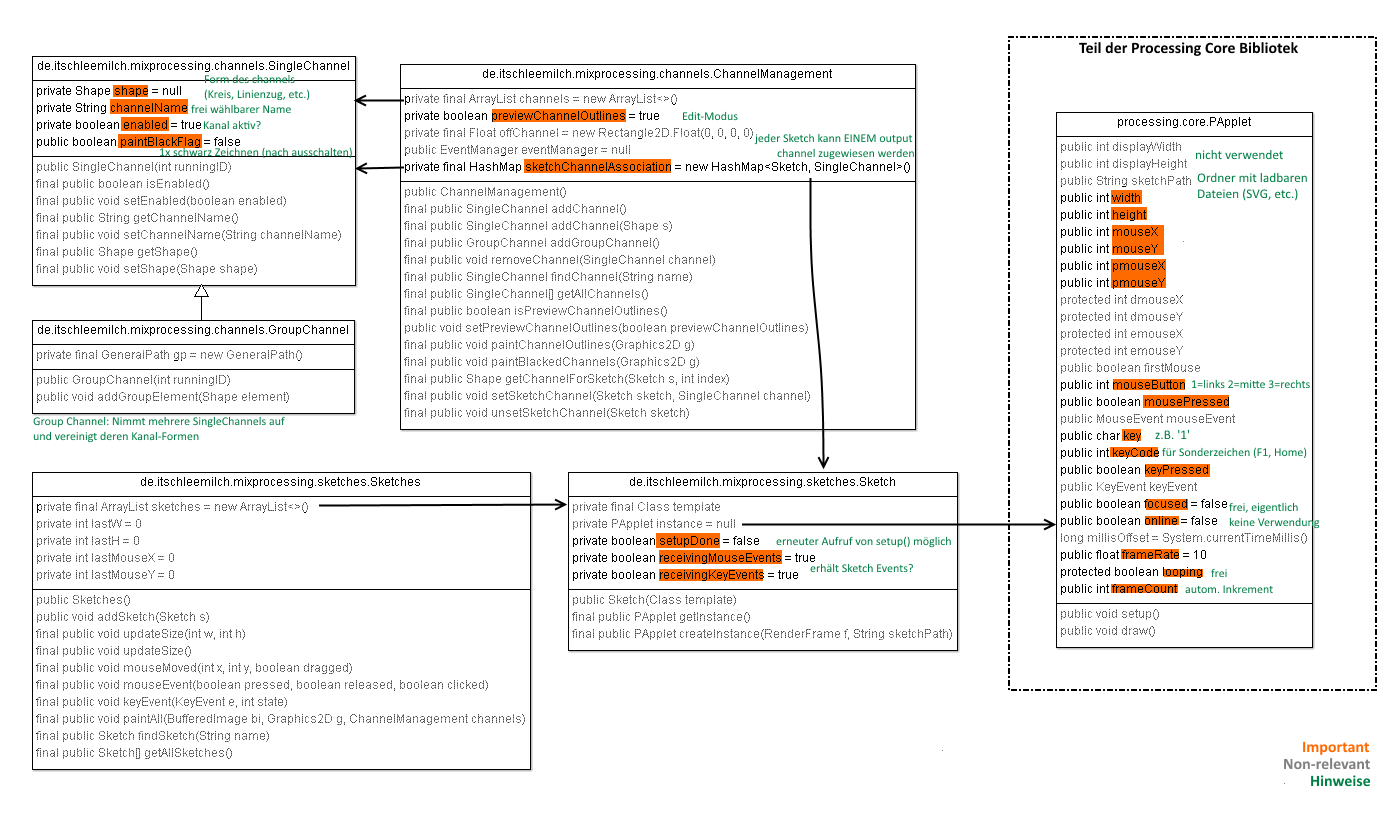 Teil der Processing Core Bibliotek
de.itschleemilch.mixprocessing.channels.SingleChannel
Form des channels
(Kreis, Linienzug, etc.)
private Shape shape = null
private String channelName frei wählbarer Name
private boolean enabled = true Kanal aktiv?
public boolean paintBlackFlag = false
1x schwarz Zeichnen (nach ausschalten)
public SingleChannel(int runningID)
final public boolean isEnabled()
final public void setEnabled(boolean enabled)
final public String getChannelName()
final public void setChannelName(String channelName)
final public Shape getShape()
final public void setShape(Shape shape)
de.itschleemilch.mixprocessing.channels.GroupChannel
private final GeneralPath gp = new GeneralPath()
public GroupChannel(int runningID)
public void addGroupElement(Shape element)
Group Channel: Nimmt mehrere SingleChannels auf
und vereinigt deren Kanal-Formen
de.itschleemilch.mixprocessing.channels.ChannelManagement
private final ArrayList channels = new ArrayList<>()
private boolean previewChannelOutlines = true Edit-Modus
private final Float offChannel = new Rectangle2D.Float(0, 0, 0, 0)
jeder Sketch kann EINEM output
channel zugewiesen werden
public EventManager eventManager = null
private final HashMap sketchChannelAssociation = new HashMap<Sketch, SingleChannel>()
public ChannelManagement()
final public SingleChannel addChannel()
final public SingleChannel addChannel(Shape s)
final public GroupChannel addGroupChannel()
final public void removeChannel(SingleChannel channel)
final public SingleChannel findChannel(String name)
final public SingleChannel[] getAllChannels()
final public boolean isPreviewChannelOutlines()
public void setPreviewChannelOutlines(boolean previewChannelOutlines)
final public void paintChannelOutlines(Graphics2D g)
final public void paintBlackedChannels(Graphics2D g)
final public Shape getChannelForSketch(Sketch s, int index)
final public void setSketchChannel(Sketch sketch, SingleChannel channel)
final public void unsetSketchChannel(Sketch sketch)
de.itschleemilch.mixprocessing.sketches.Sketches
private final ArrayList sketches = new ArrayList<>()
private int lastW = 0
private int lastH = 0
private int lastMouseX = 0
private int lastMouseY = 0
public Sketches()
public void addSketch(Sketch s)
final public void updateSize(int w, int h)
final public void updateSize()
final public void mouseMoved(int x, int y, boolean dragged)
final public void mouseEvent(boolean pressed, boolean released, boolean clicked)
final public void keyEvent(KeyEvent e, int state)
final public void paintAll(BufferedImage bi, Graphics2D g, ChannelManagement channels)
final public Sketch findSketch(String name)
final public Sketch[] getAllSketches()
de.itschleemilch.mixprocessing.sketches.Sketch
private final Class template
private PApplet instance = null
private boolean setupDone = false erneuter Aufruf von setup() möglich
private boolean receivingMouseEvents = true
private boolean receivingKeyEvents = true erhält Sketch Events?
public Sketch(Class template)
final public PApplet getInstance()
final public PApplet createInstance(RenderFrame f, String sketchPath)
processing.core.PApplet
public int displayWidth
public int displayHeight nicht verwendet
public String sketchPath Ordner mit ladbaren
Dateien (SVG, etc.)
public int width
public int height
public int mouseX
public int mouseY
public int pmouseX
public int pmouseY
protected int dmouseX
protected int dmouseY
protected int emouseX
protected int emouseY
public boolean firstMouse
public int mouseButton 1=links 2=mitte 3=rechts
public boolean mousePressed
public MouseEvent mouseEvent
public char key z.B. '1'
public int keyCode für Sonderzeichen (F1, Home)
public boolean keyPressed
public KeyEvent keyEvent
public boolean focused = false frei, eigentlich
public boolean online = false keine Verwendung
long millisOffset = System.currentTimeMillis()
public float frameRate = 10
protected boolean looping frei
public int frameCount autom. Inkrement
public void setup()
public void draw()
Important
Non-relevant
Hinweise